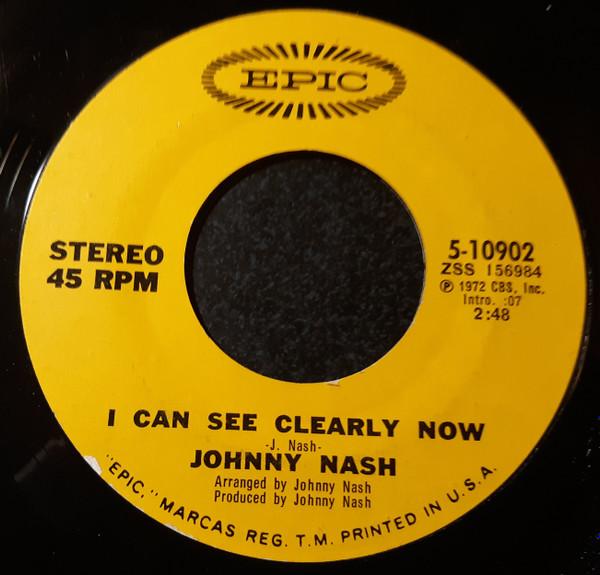 EPIC
STEREO
45 RPM
5-10902
ZSS 156984
Ⓟ 1972 CBS, Inc.
Intro. :07
2:48
I CAN SEE CLEARLY NOW
-J. Nash-
JOHNNY NASH
Arranged by Johnny Nash
Produced by Johnny Nash
"EPIC," MARCAS REG. T.M. PRINTED IN U.S.A.